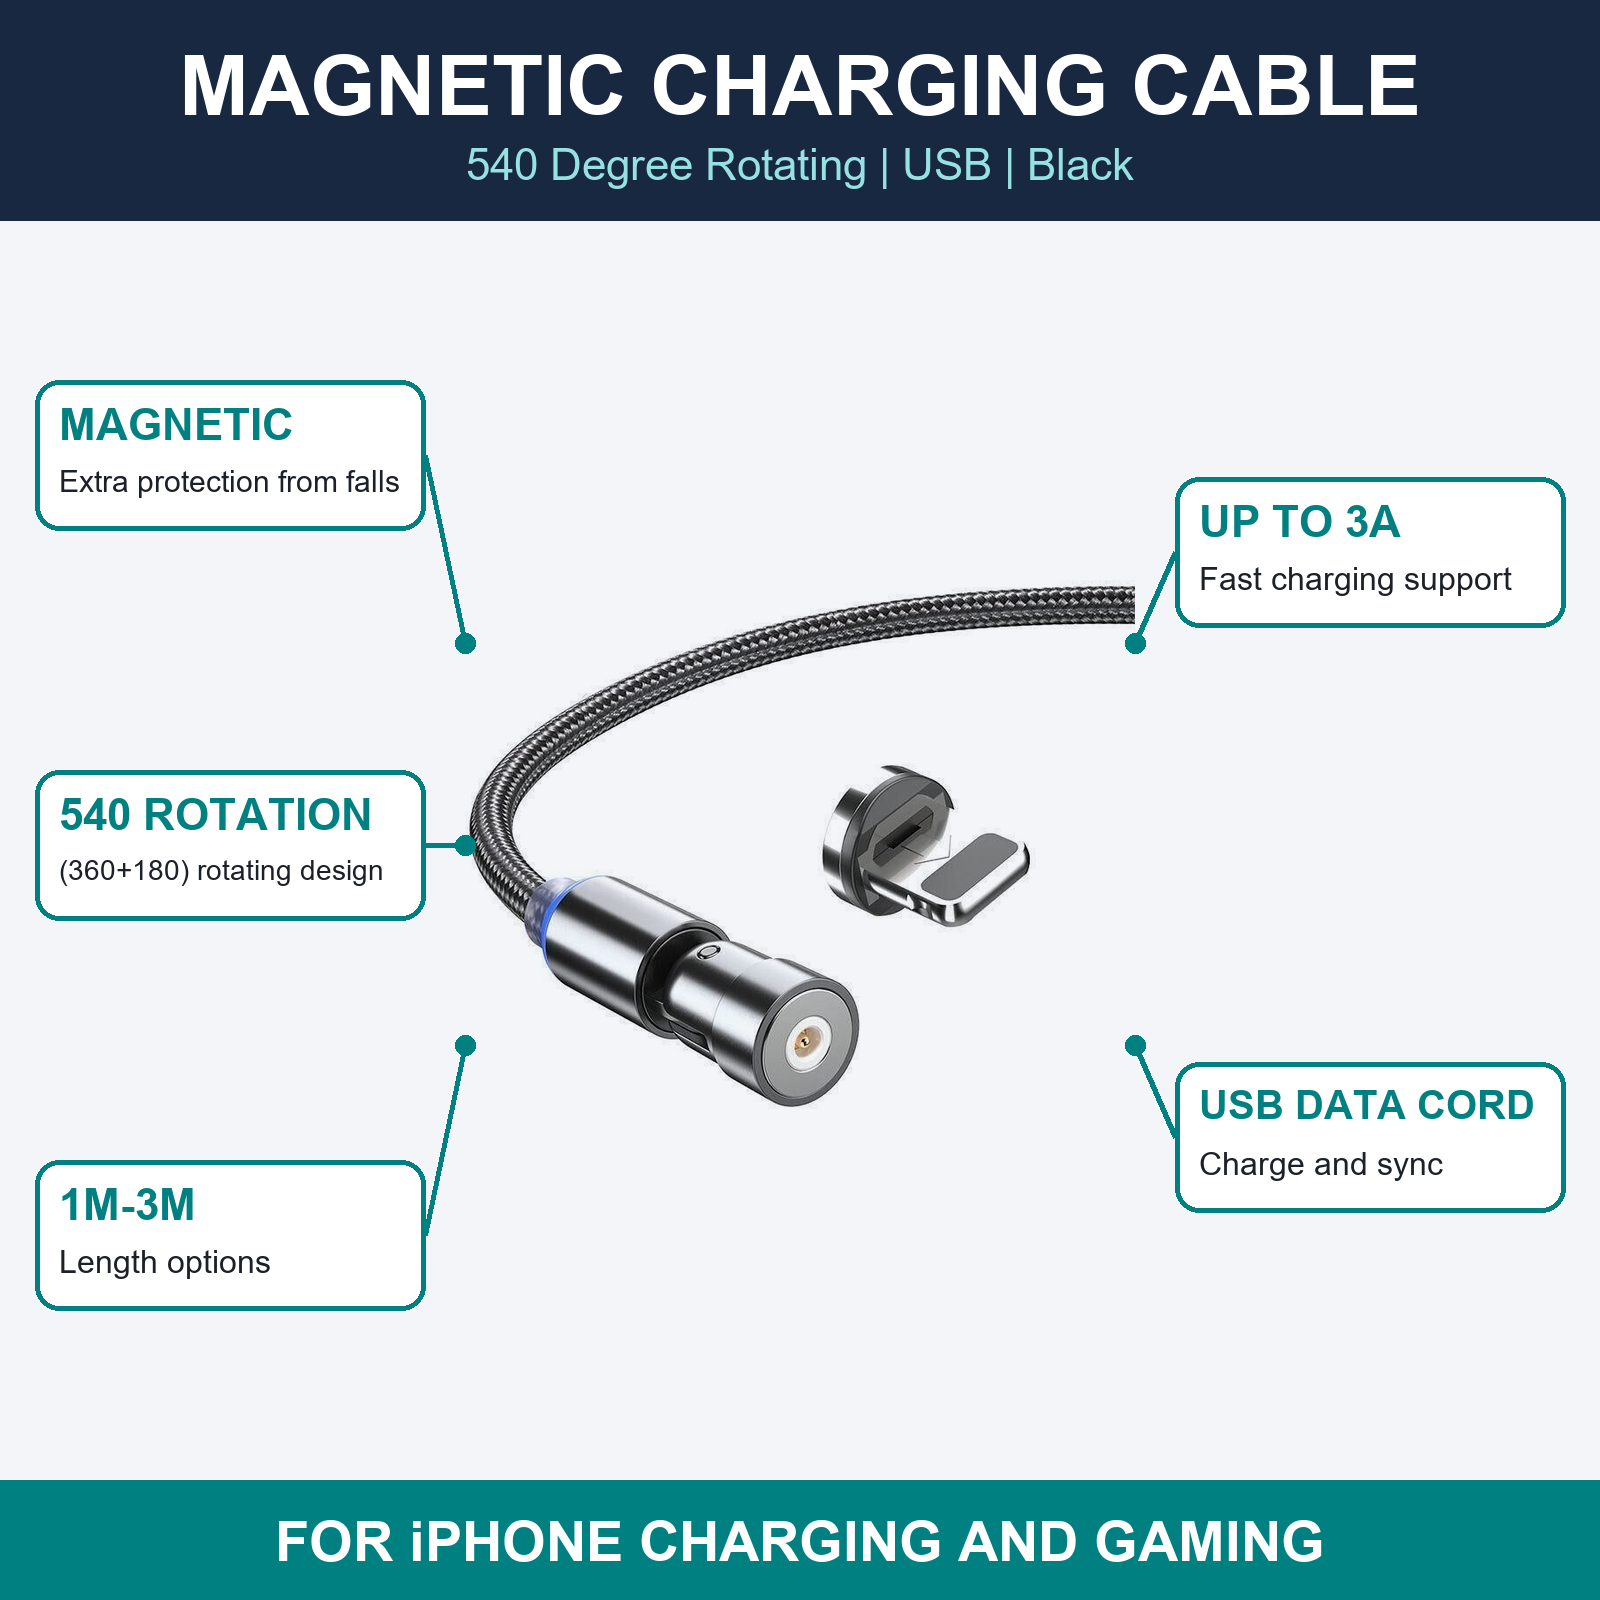 MAGNETIC CHARGING CABLE
540 Degree Rotating | USB | Black
MAGNETIC
Extra protection from falls
UP TO 3A
Fast charging support
540 ROTATION
(360+180) rotating design
USB DATA CORD
Charge and sync
1M-3M
Length options
FOR iPHONE CHARGING AND GAMING